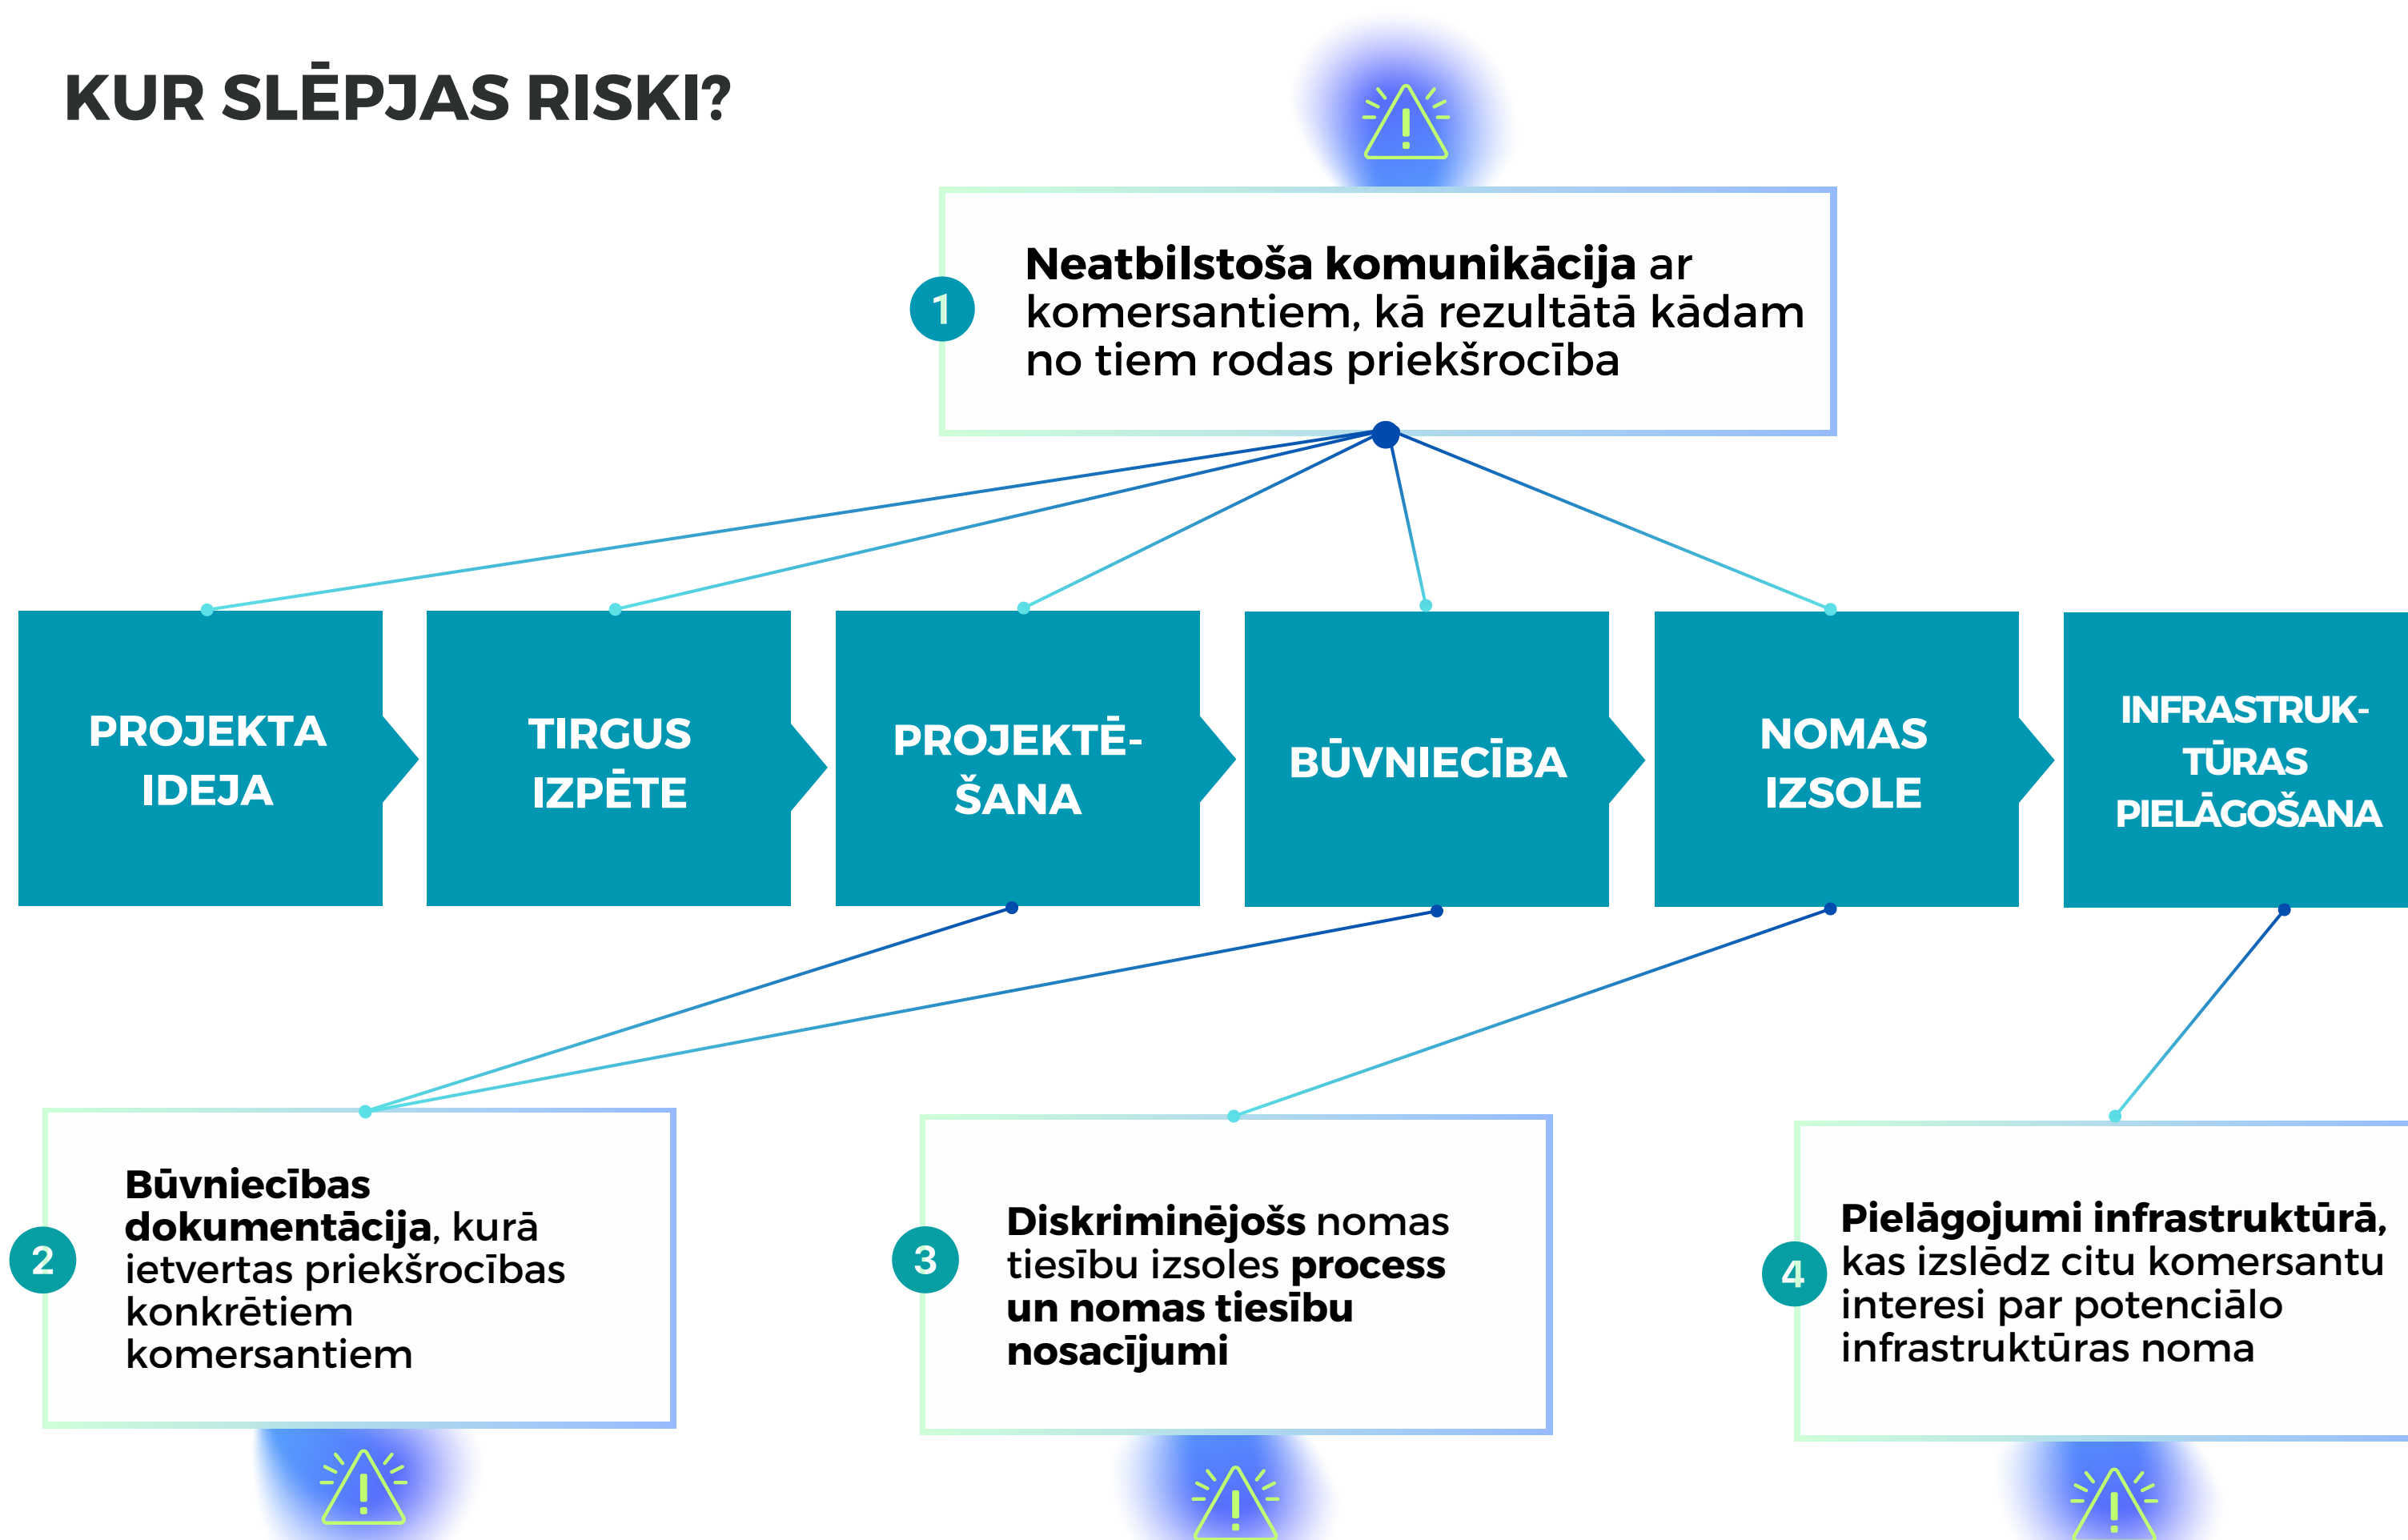 KUR SLĒPJAS RISKI?
1
Neatbilstoša komunikācija ar
komersantiem, kā rezultātā kādam
no tiem rodas priekšrocība
PROJEKTA
IDEJA
TIRGUS
IZPĒTE
PROJEKTĒ-
ŠANA
BŪVNIECĪBA
NOMAS
IZSOLE
INFRASTRUK-
TŪRAS
PIELĀGOŠANA
2
Būvniecības
dokumentācija, kurā
ietvertas priekšrocības
konkrētiem
komersantiem
3
Diskriminējošs nomas
tiesību izsoles process
un nomas tiesību
nosacījumi
4
Pielāgojumi infrastruktūrā,
kas izslēdz citu komersantu
interesi par potenciālo
infrastruktūras noma